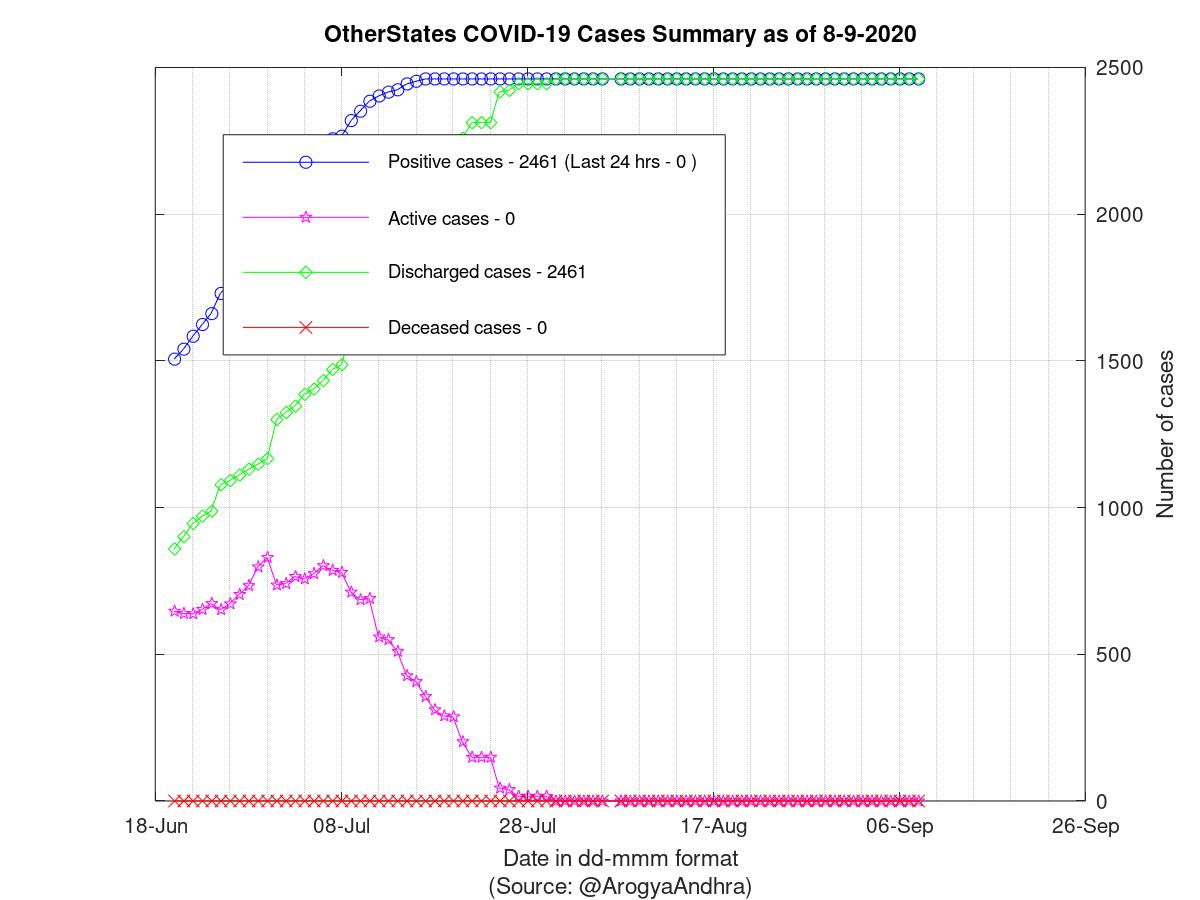 OtherStates COVID-19 Cases Summary as of 8-9-2020
Positive cases - 2461 (Last 24 hrs - 0 )
Active cases - 0
Discharged cases - 2461
Deceased cases - 0
2500
2000
1500
1000
500
0
Number of cases
18-Jun 08-Jul 28-Jul 17-Aug 06-Sep 26-Sep
Date in dd-mmm format
(Source: @ArogyaAndhra)